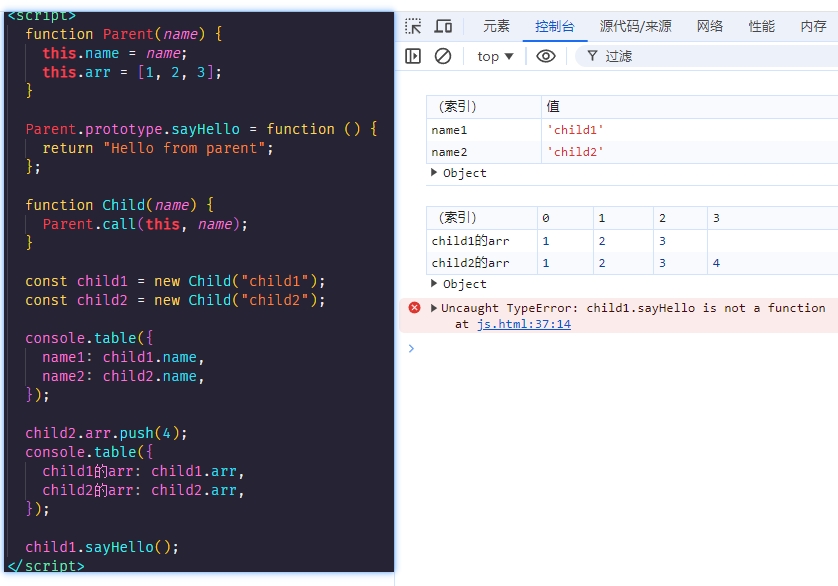 <script>
function Parent(name) {
this.name = name;
this.arr = [1, 2, 3];
}
Parent.prototype.sayHello = function () {
return "Hello from parent";
};
function Child(name) {
Parent.call(this, name);
}
const child1 = new Child("child1");
const child2 = new Child("child2");
console.table({
name1: child1.name,
name2: child2.name,
});
child2.arr.push(4);
console.table({
child1的arr: child1.arr,
child2的arr: child2.arr,
});
child1.sayHello();
</script>
元素 控制台 源代码/来源 网络 性能 内存
top ▼ 过滤
(索引) 值
name1 'child1'
name2 'child2'
▶ Object
(索引) 0 1 2 3
child1的arr 1 2 3
child2的arr 1 2 3 4
▶ Object
▶ Uncaught TypeError: child1.sayHello is not a function
at js.html:37:14
>